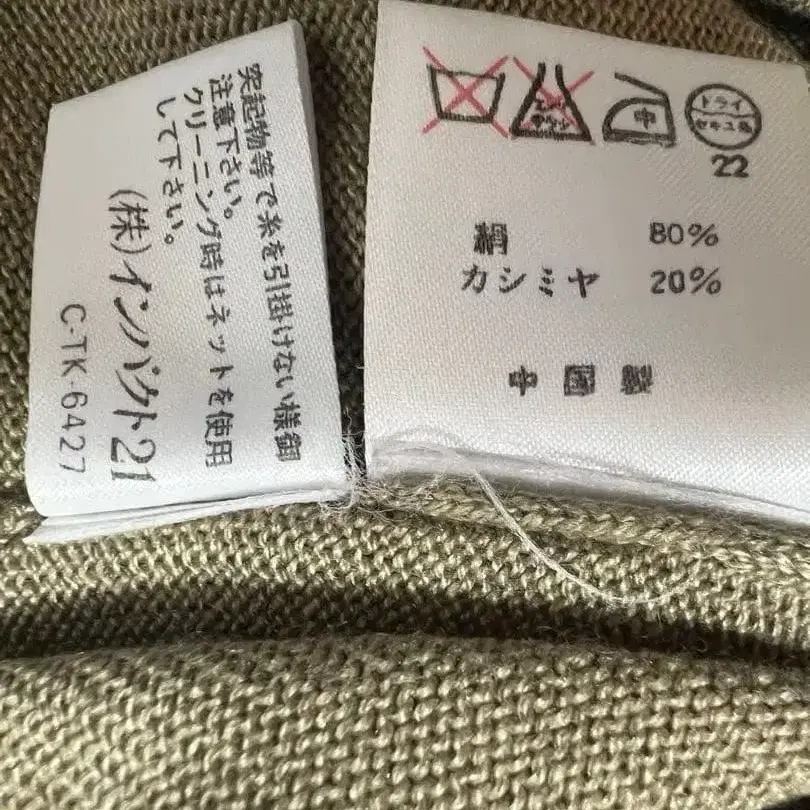 突起物等で糸を引掛けない様御
注意下さい。
クリーニング時はネットを使用
して下さい。
(株)インパクト21
C-TK-6427
中
ドライ
セキユ系
22
絹 80%
カシミヤ 20%
中国製